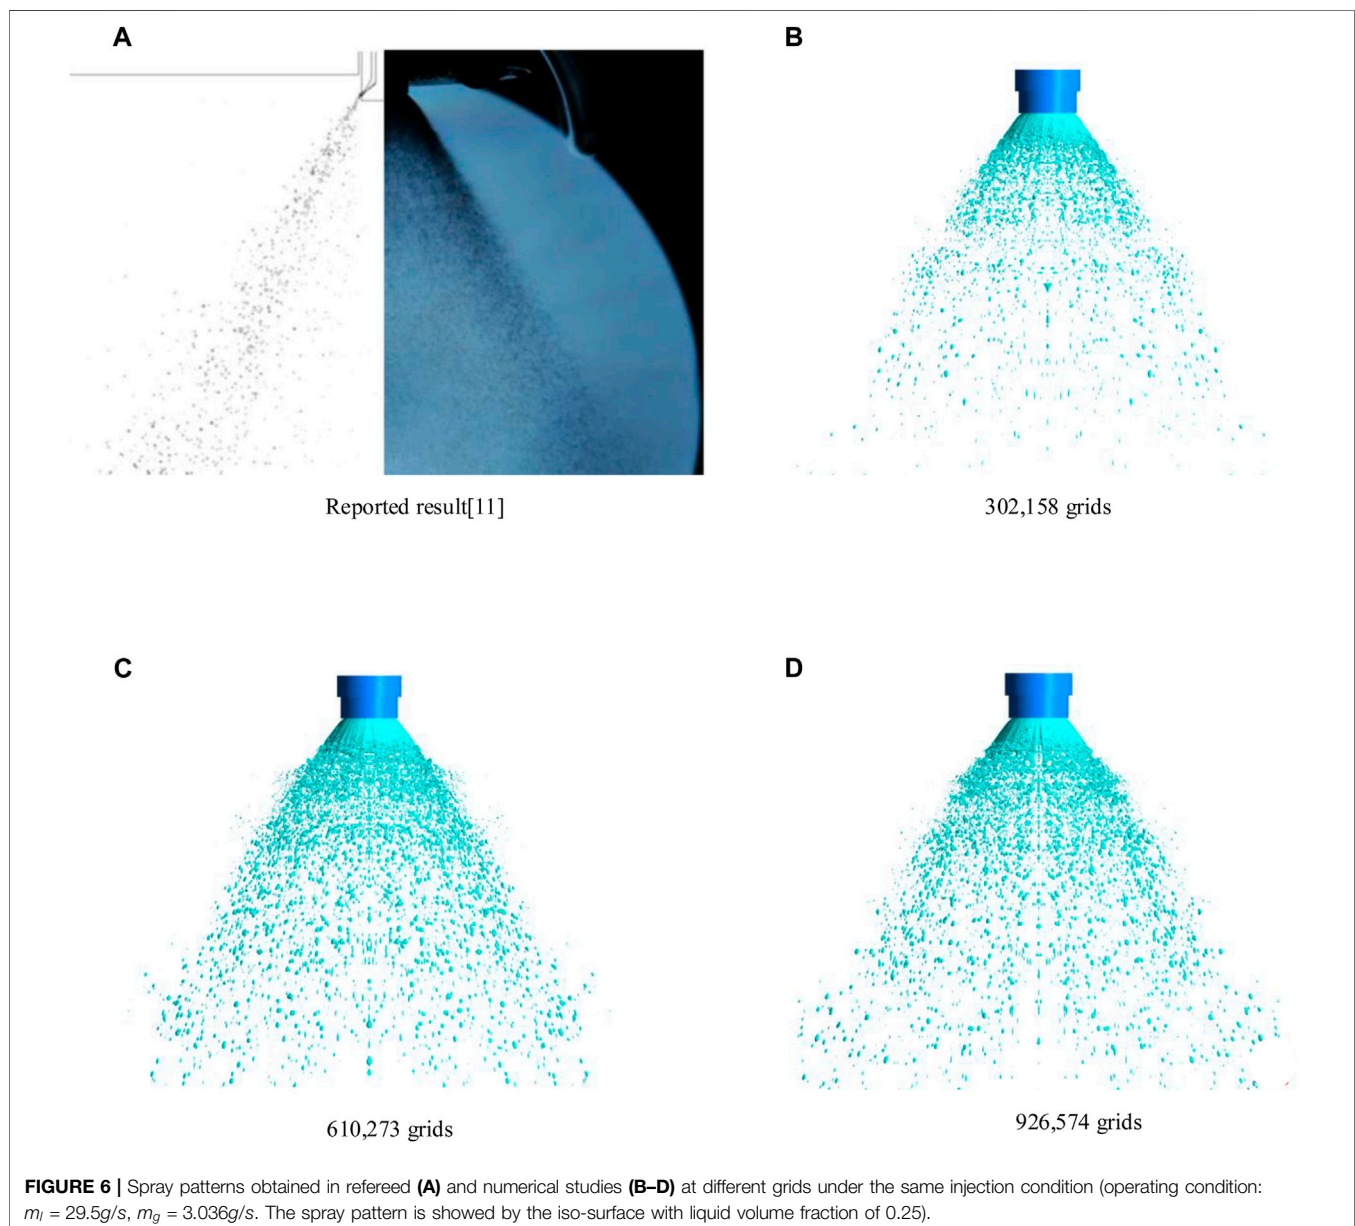 A
B
Reported result[11]
302,158 grids
C
D
610,273 grids
926,574 grids
FIGURE 6 | Spray patterns obtained in refereed (A) and numerical studies (B–D) at different grids under the same injection condition (operating condition:
ml = 29.5g/s, mg = 3.036g/s. The spray pattern is showed by the iso-surface with liquid volume fraction of 0.25).